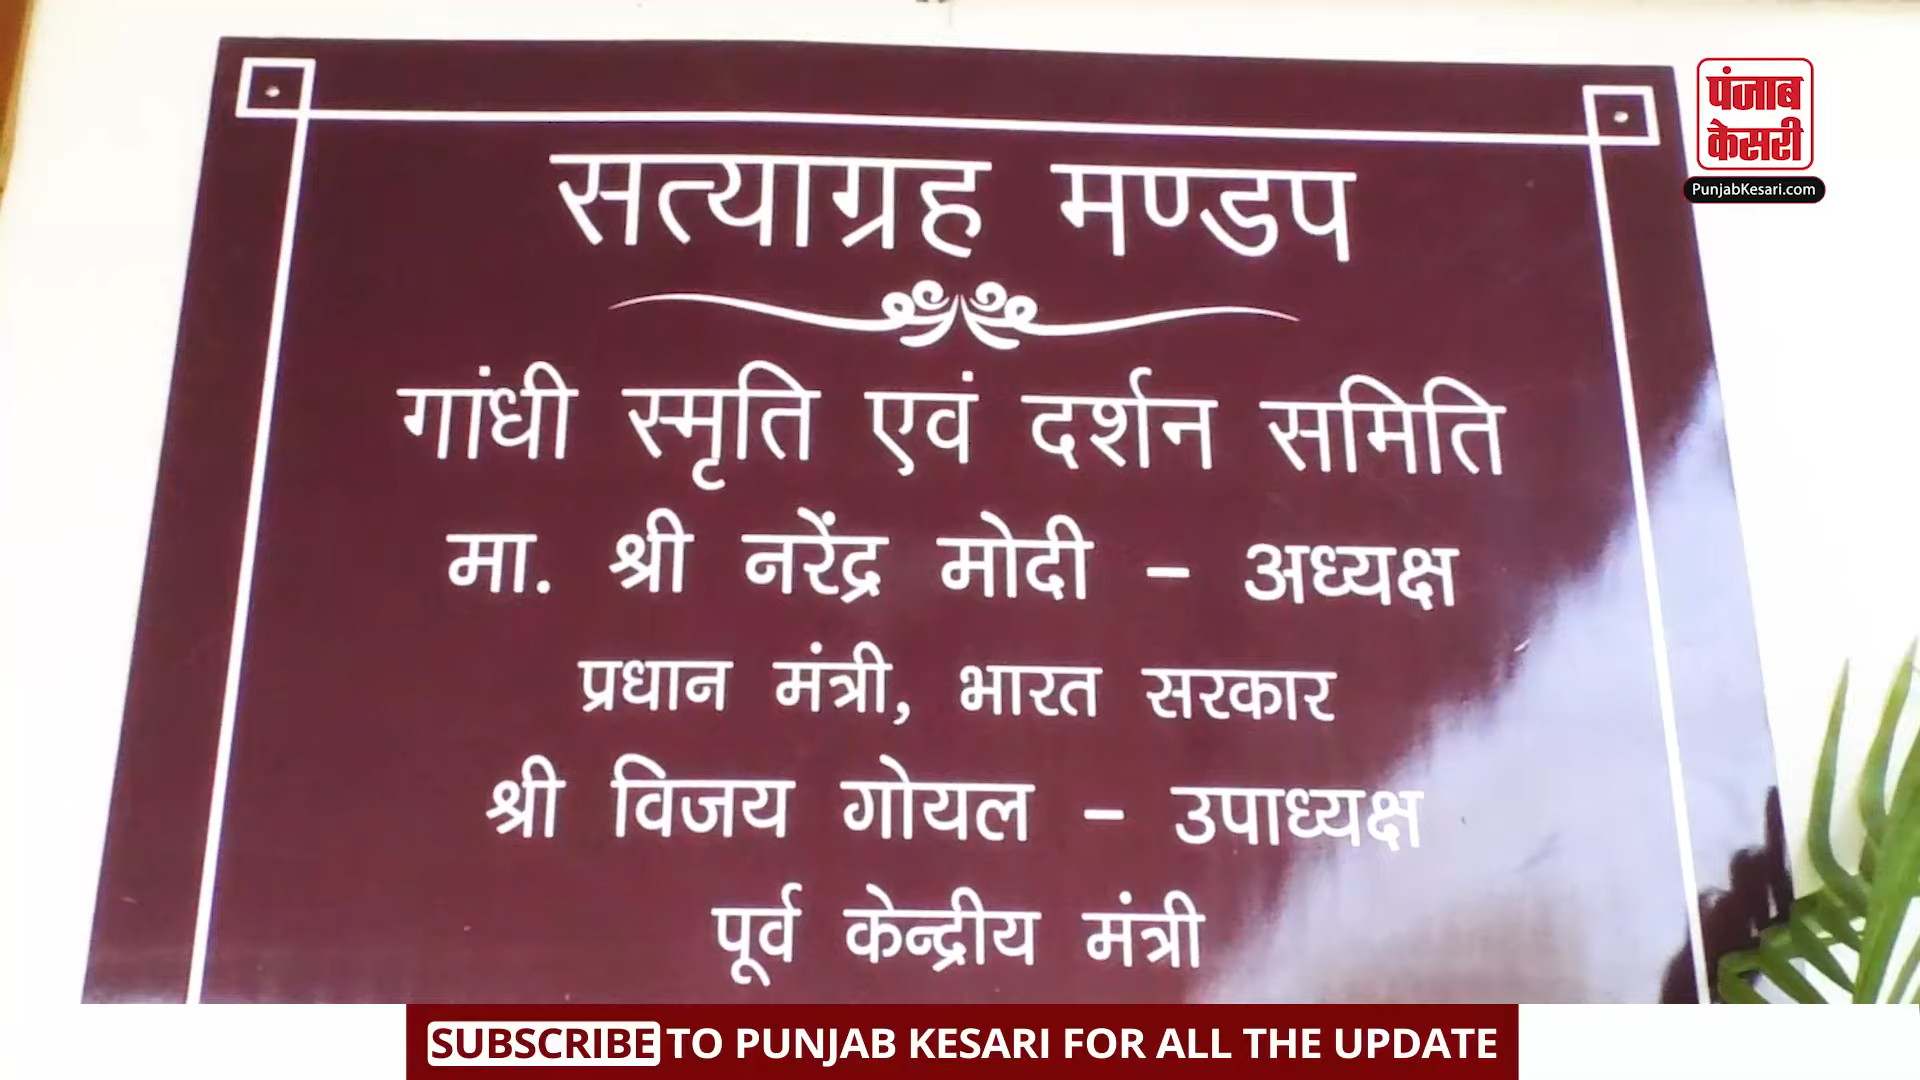 सत्याग्रह मण्डप
गांधी स्मृति एवं दर्शन समिति
मा. श्री नरेंद्र मोदी – अध्यक्ष
प्रधान मंत्री, भारत सरकार
श्री विजय गोयल – उपाध्यक्ष
पूर्व केन्द्रीय मंत्री
पंजाब
केसरी
PunjabKesari.com
SUBSCRIBE TO PUNJAB KESARI FOR ALL THE UPDATE